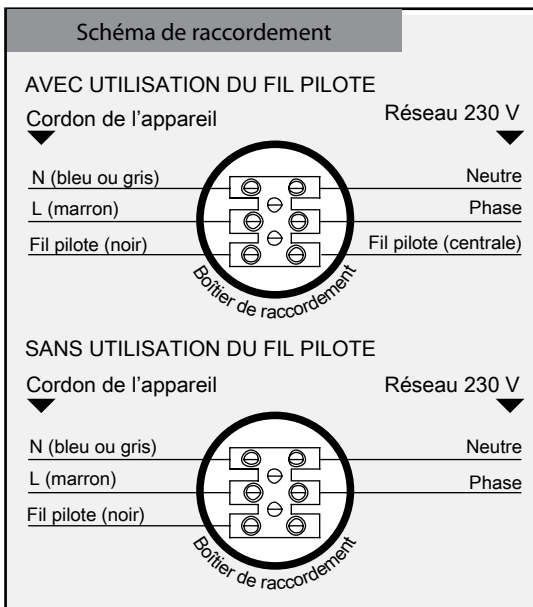 Schéma de raccordement
AVEC UTILISATION DU FIL PILOTE
Cordon de l'appareil
Réseau 230 V
N (bleu ou gris)
Neutre
L (marron)
Phase
Fil pilote (noir)
Fil pilote (centrale)
Boîtier de raccordement
SANS UTILISATION DU FIL PILOTE
Cordon de l'appareil
Réseau 230 V
N (bleu ou gris)
Neutre
L (marron)
Phase
Fil pilote (noir)
Boîtier de raccordement